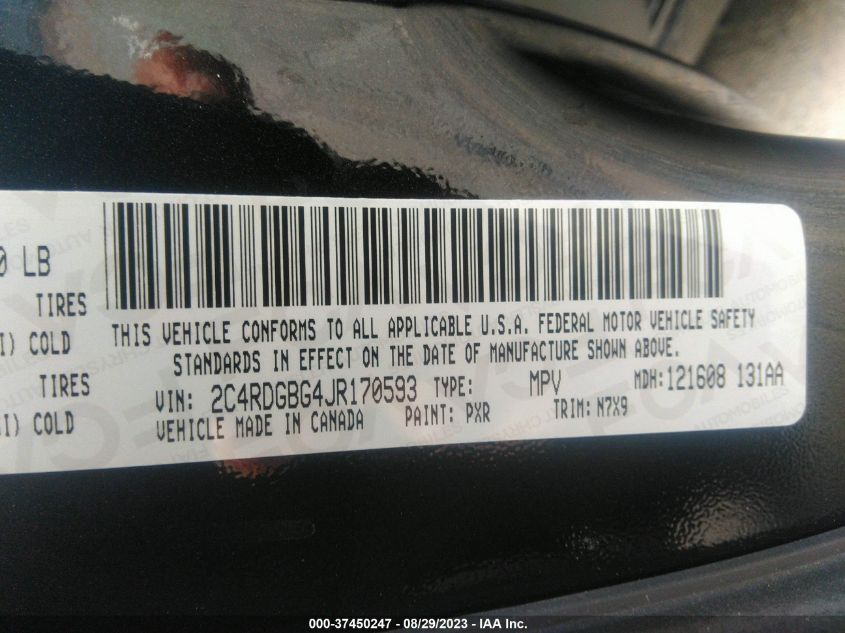 0 LB
TIRES
I) COLD
TIRES
SI) COLD
THIS VEHICLE CONFORMS TO ALL APPLICABLE U.S.A. FEDERAL MOTOR VEHICLE SAFETY
STANDARDS IN EFFECT ON THE DATE OF MANUFACTURE SHOWN ABOVE.
VIN: 2C4RDGBG4JR170593 TYPE: MPV MDH: 121608 131AA
VEHICLE MADE IN CANADA PAINT: PXR TRIM: N7X9
000-37450247 - 08/29/2023 - IAA Inc.